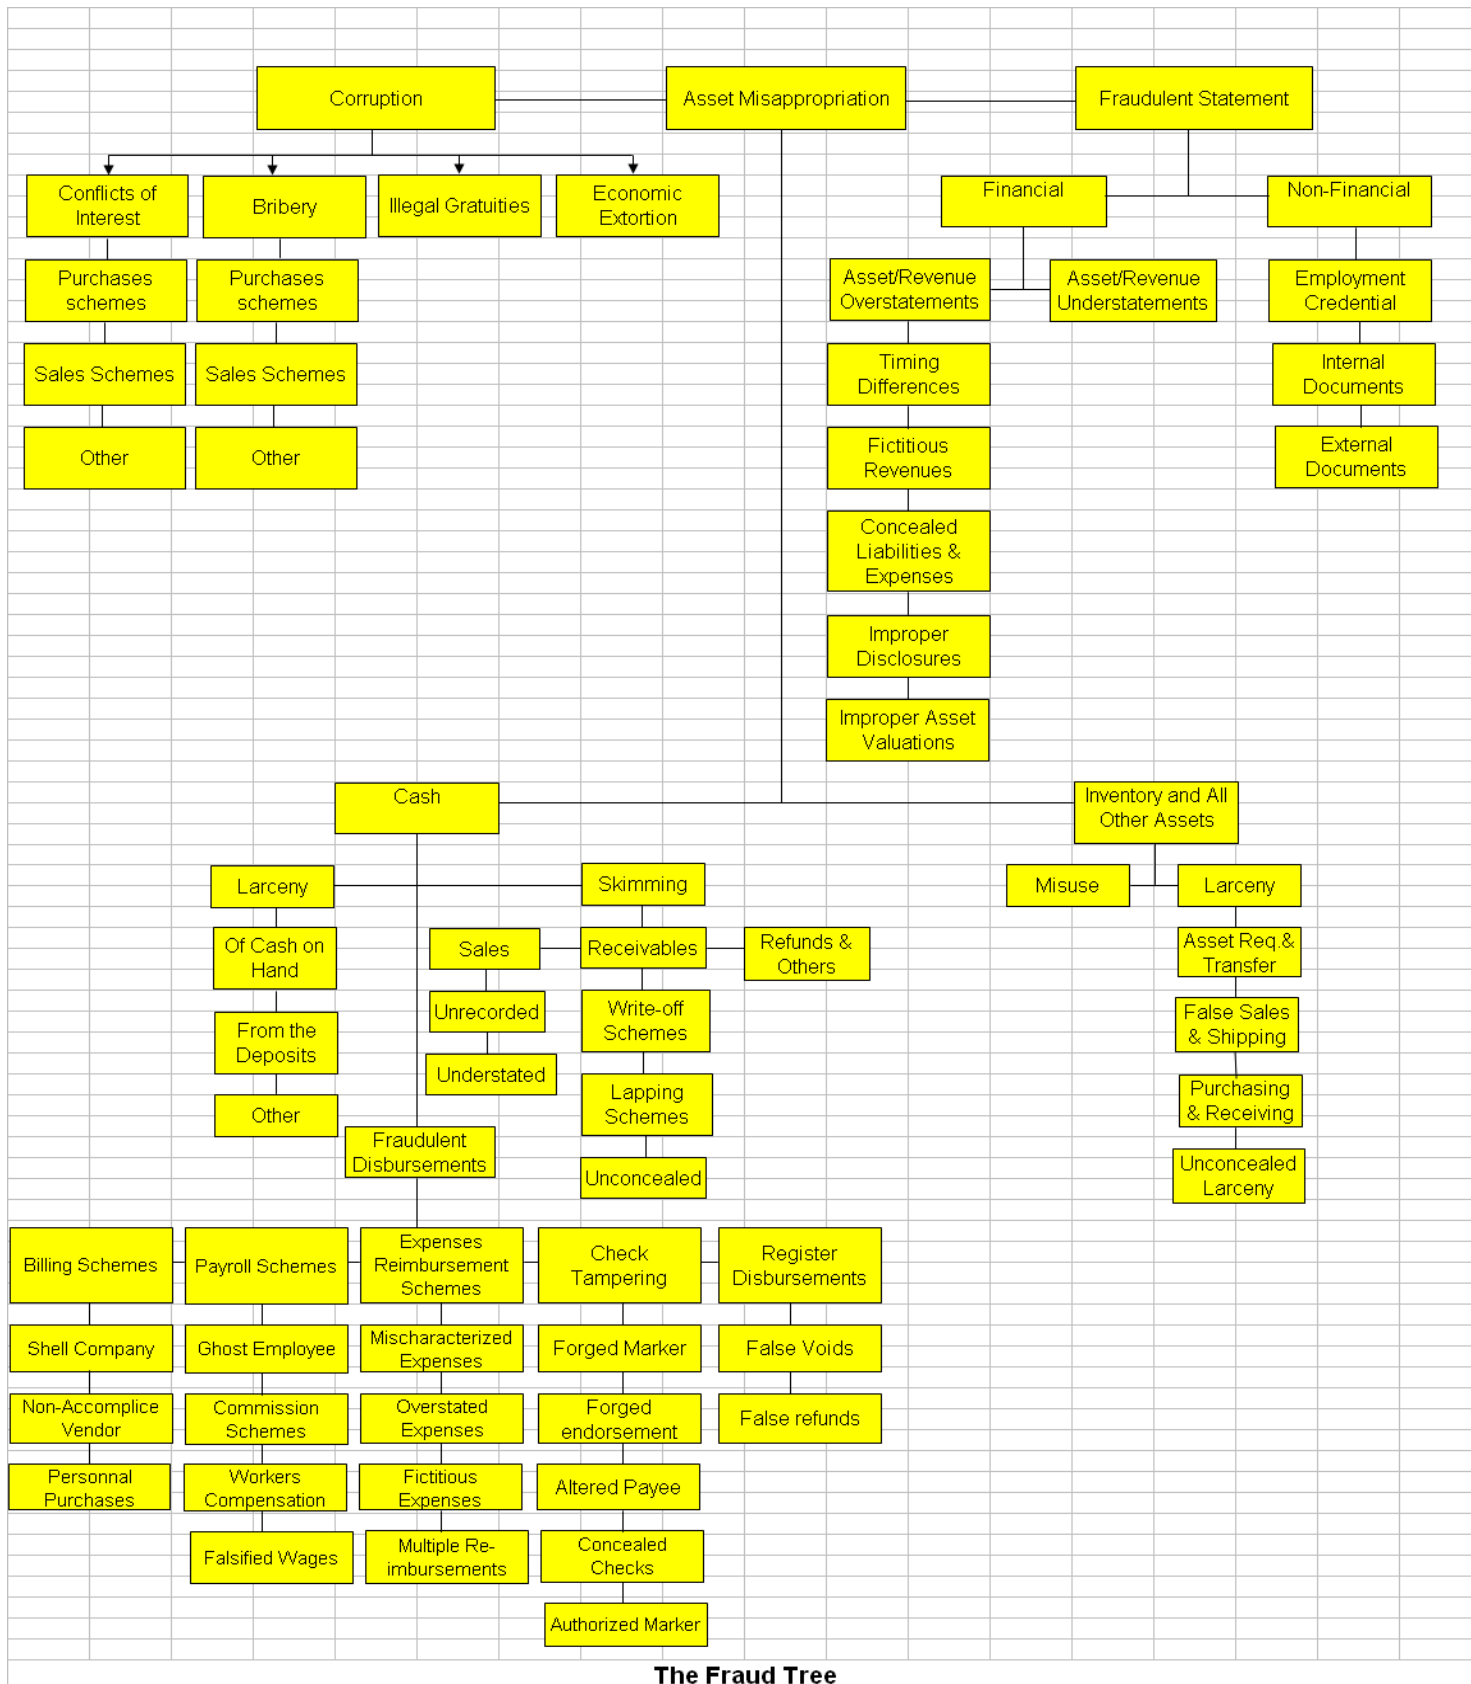 Corruption
Asset Misappropriation
Fraudulent Statement
Conflicts of
Interest
Bribery
Illegal Gratuities
Economic
Extortion
Financial
Non-Financial
Purchases
schemes
Purchases
schemes
Asset/Revenue
Overstatements
Asset/Revenue
Understatements
Employment
Credential
Sales Schemes
Sales Schemes
Timing
Differences
Internal
Documents
Other
Other
Fictitious
Revenues
External
Documents
Concealed
Liabilities &
Expenses
Improper
Disclosures
Improper Asset
Valuations
Cash
Inventory and All
Other Assets
Larceny
Skimming
Misuse
Larceny
Of Cash on
Hand
Sales
Receivables
Refunds &
Others
Asset Req.&
Transfer
From the
Deposits
Unrecorded
Write-off
Schemes
False Sales
& Shipping
Other
Understated
Lapping
Schemes
Purchasing
& Receiving
Fraudulent
Disbursements
Unconcealed
Unconcealed
Larceny
Billing Schemes
Payroll Schemes
Expenses
Reimbursement
Schemes
Check
Tampering
Register
Disbursements
Shell Company
Ghost Employee
Mischaracterized
Expenses
Forged Marker
False Voids
Non-Accomplice
Vendor
Commission
Schemes
Overstated
Expenses
Forged
endorsement
False refunds
Personnal
Purchases
Workers
Compensation
Fictitious
Expenses
Altered Payee
Falsified Wages
Multiple Re-
imbursements
Concealed
Checks
Authorized Marker
The Fraud Tree